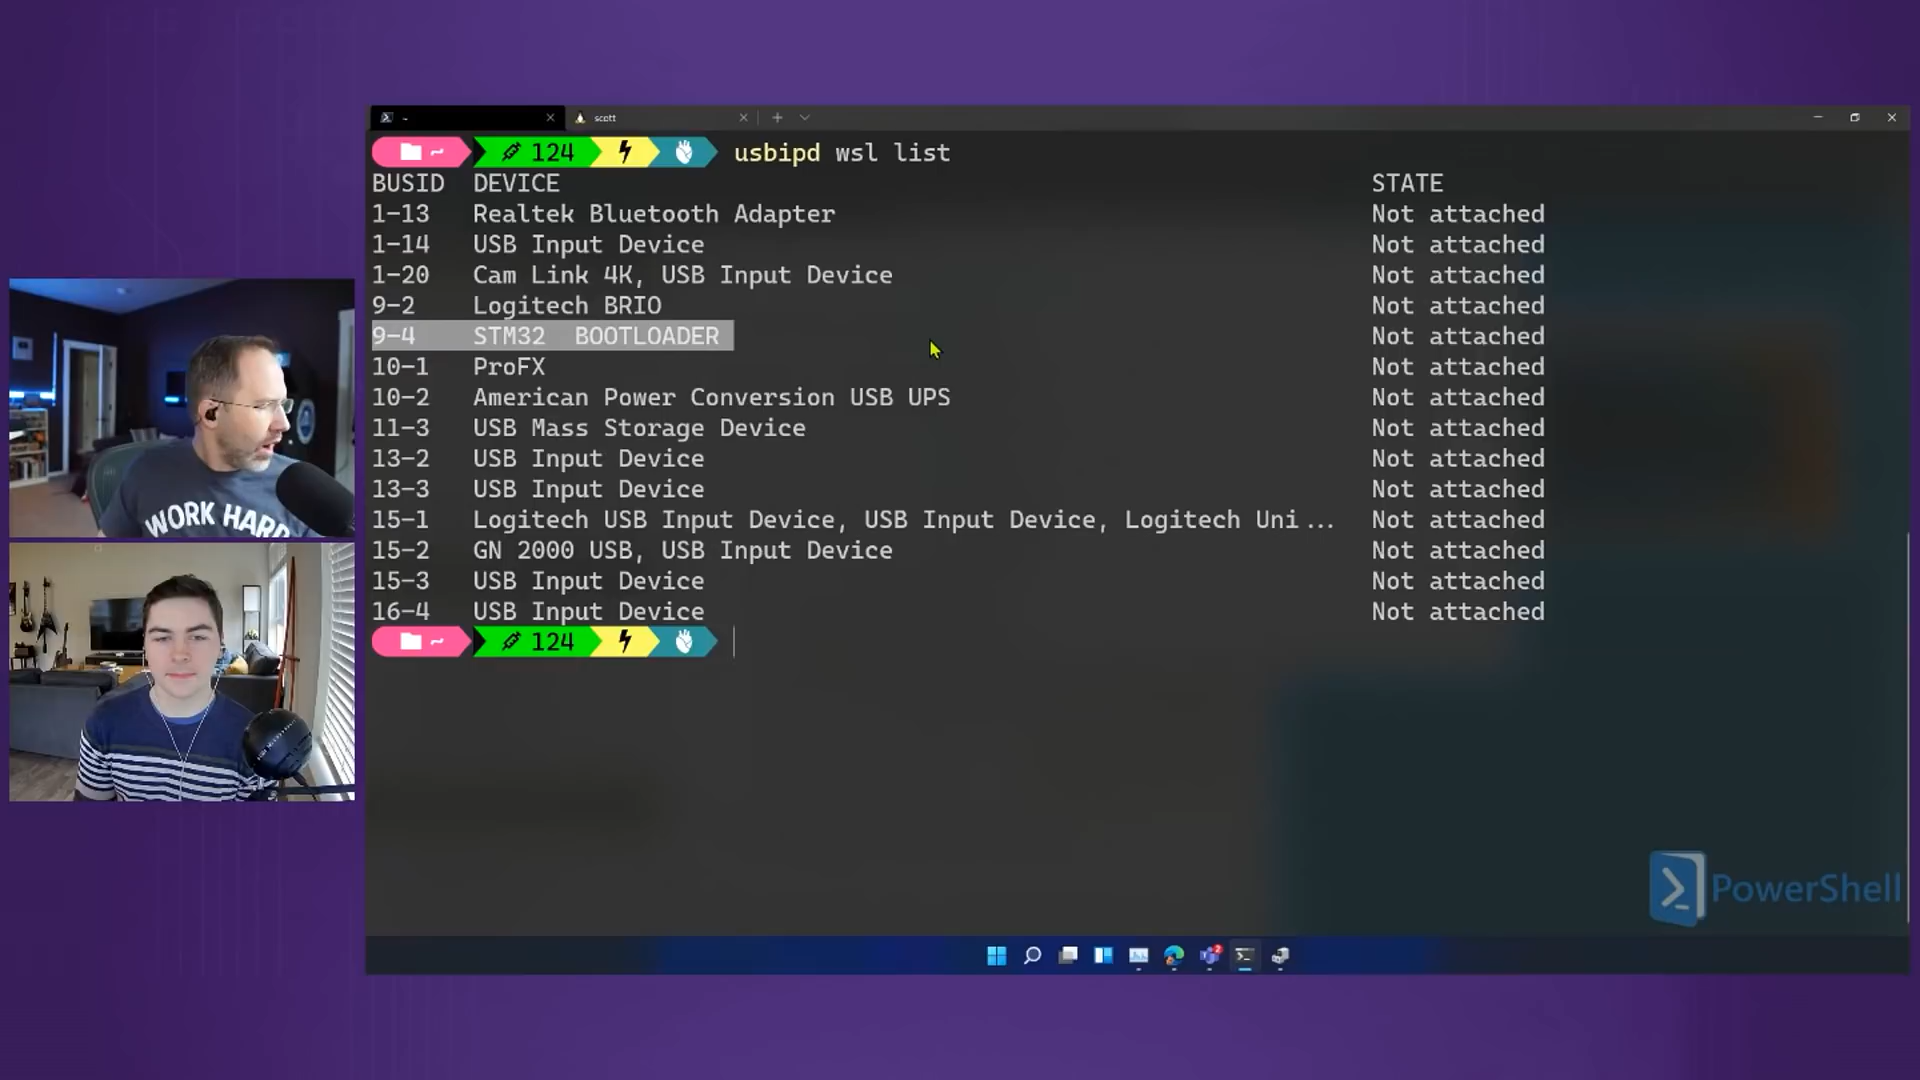 ~
scott
~ 124 usbipd wsl list
BUSID DEVICE STATE
1-13 Realtek Bluetooth Adapter Not attached
1-14 USB Input Device Not attached
1-20 Cam Link 4K, USB Input Device Not attached
9-2 Logitech BRIO Not attached
9-4 STM32  BOOTLOADER Not attached
10-1 ProFX Not attached
10-2 American Power Conversion USB UPS Not attached
11-3 USB Mass Storage Device Not attached
13-2 USB Input Device Not attached
13-3 USB Input Device Not attached
15-1 Logitech USB Input Device, USB Input Device, Logitech Uni... Not attached
15-2 GN 2000 USB, USB Input Device Not attached
15-3 USB Input Device Not attached
16-4 USB Input Device Not attached
~ 124
WORK HARD
PowerShell
2